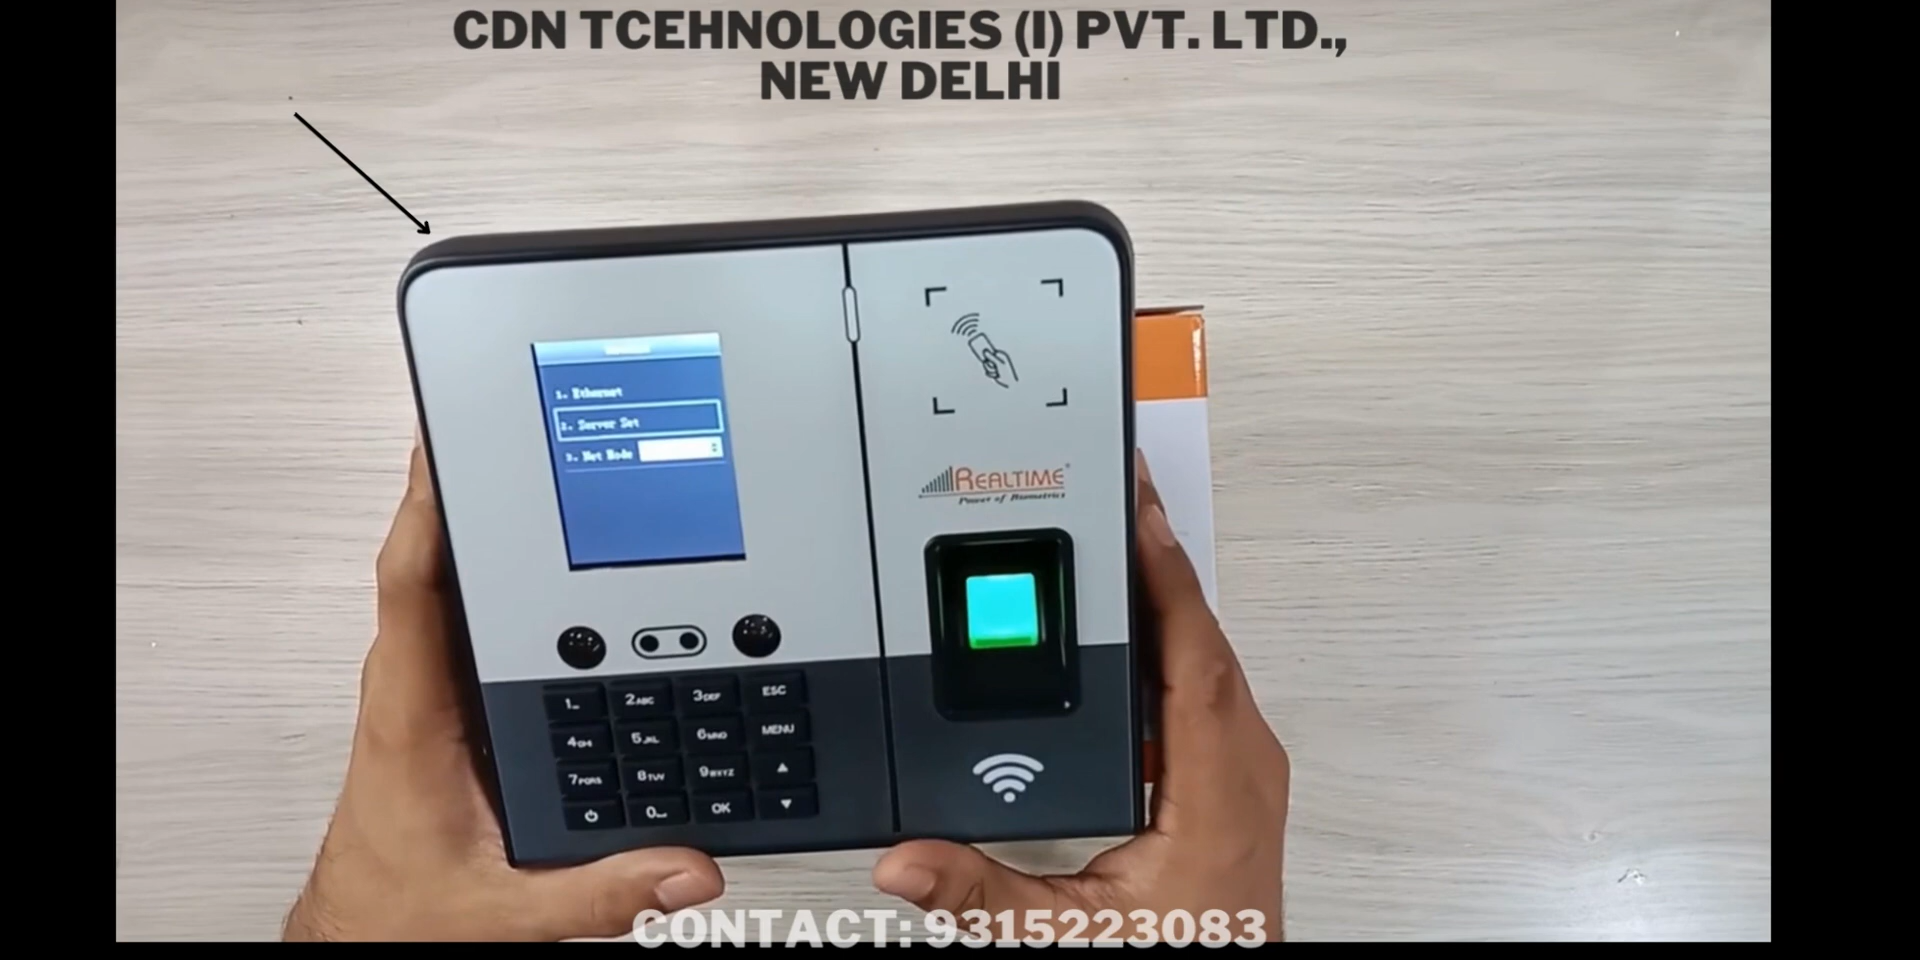 CDN TCEHNOLOGIES (I) PVT. LTD.,
NEW DELHI
1. Ethernet
2. Server Set
3. Net Mode
REALTIME
Power of Biometrics
1 2ABC 3DEF ESC
4GHI 5JKL 6MNO MENU
7PQRS 8TUV 9WXYZ
0 OK
CONTACT: 9315223083